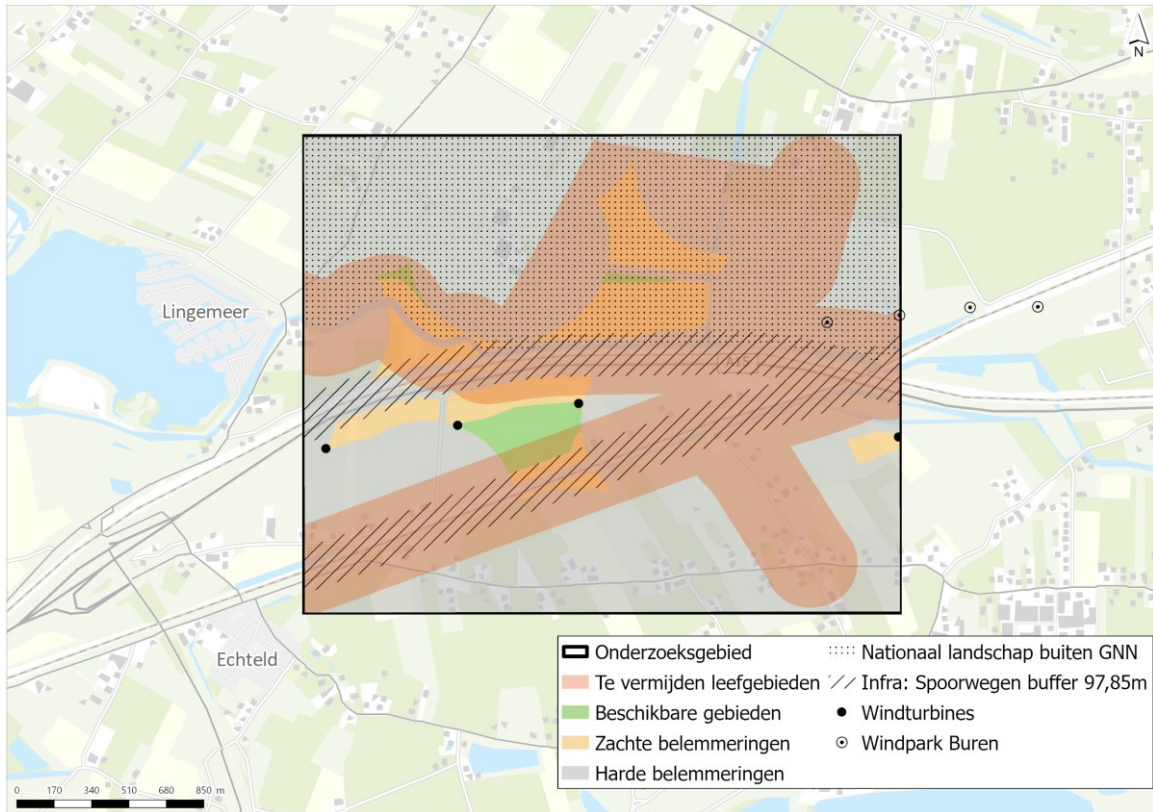 N
Lingemeer
A15
Echteld
Onderzoeksgebied
Te vermijden leefgebieden
Beschikbare gebieden
Zachte belemmeringen
Harde belemmeringen
Nationaal landschap buiten GNN
Infra: Spoorwegen buffer 97,85m
Windturbines
Windpark Buren
0 170 340 510 680 850 m